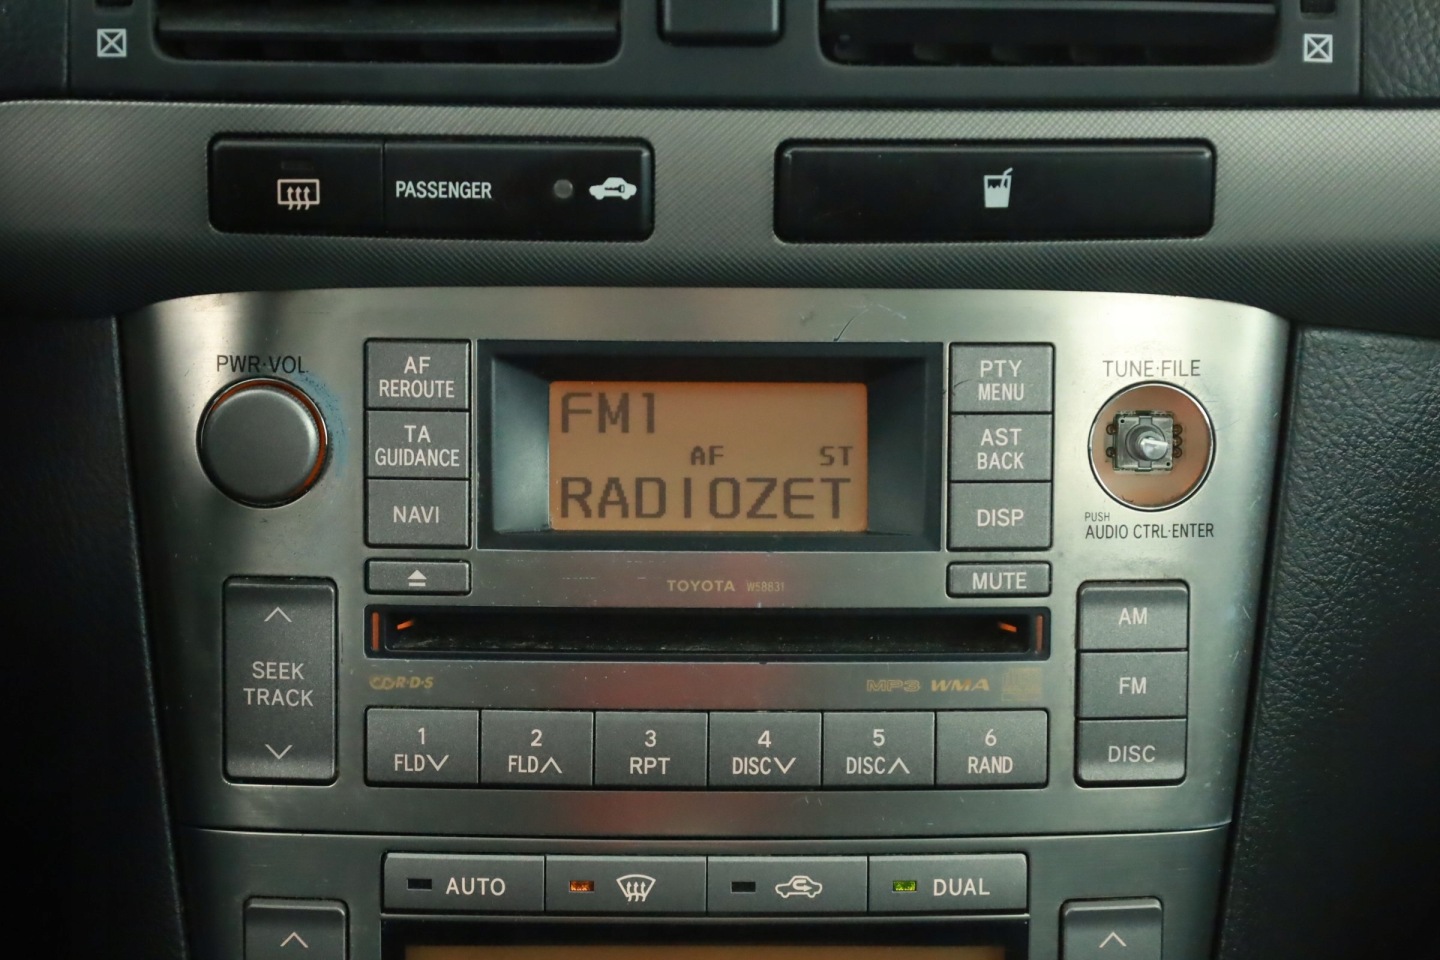 PASSENGER
PWR·VOL
AF
REROUTE
TA
GUIDANCE
NAVI
FM1
AF ST
RADIOZET
PTY
MENU
AST
BACK
DISP
TUNE·FILE
PUSH
AUDIO CTRL·ENTER
TOYOTA W58831
MUTE
SEEK
TRACK
AM
FM
DISC
CD R·D·S
MP3 WMA
1
FLD
2
FLD
3
RPT
4
DISC
5
DISC
6
RAND
AUTO
DUAL